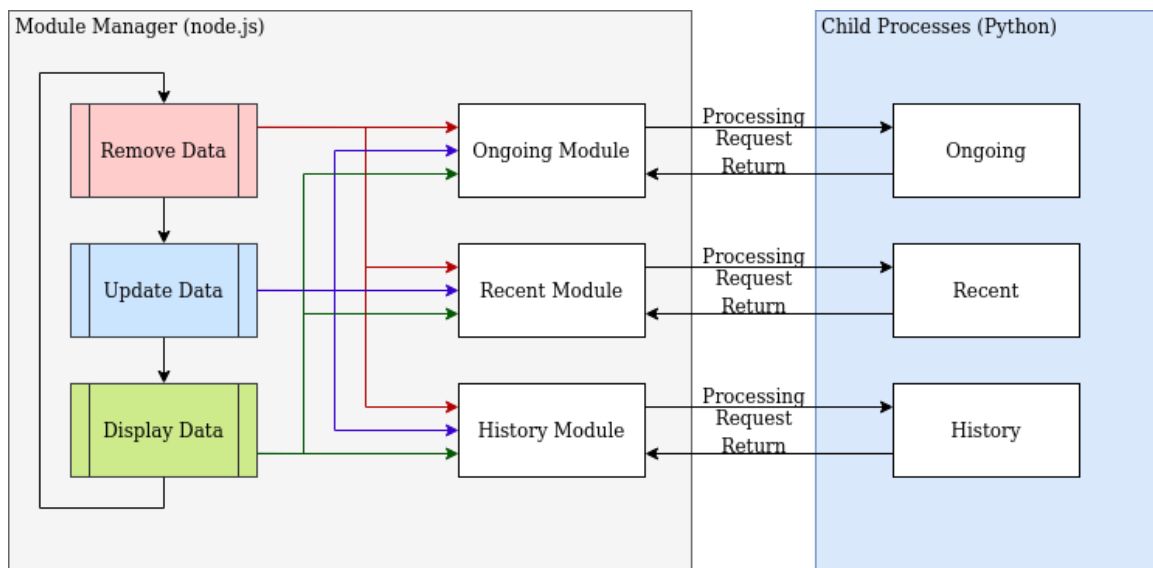 Module Manager (node.js)
Child Processes (Python)
Remove Data
Ongoing Module
Processing
Request
Return
Ongoing
Update Data
Recent Module
Processing
Request
Return
Recent
Display Data
History Module
Processing
Request
Return
History